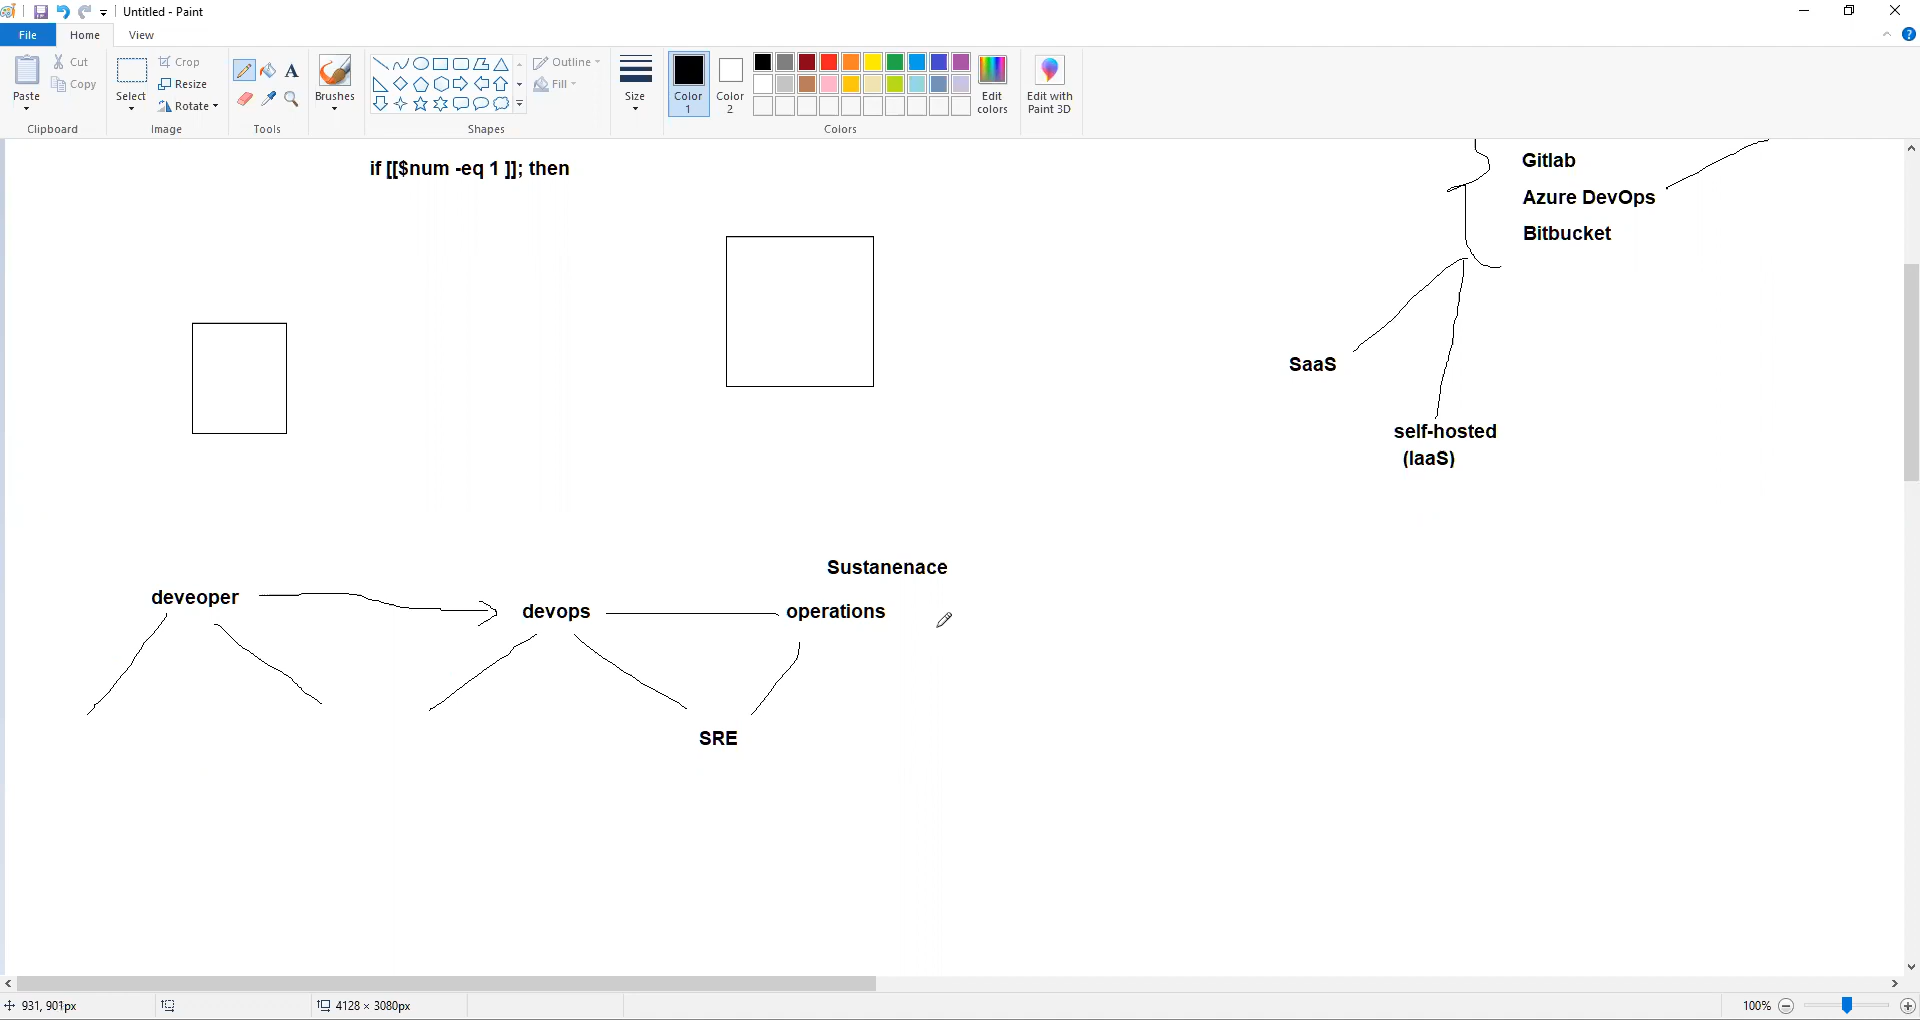 Untitled - Paint
File
Home
View
Paste
Cut
Copy
Clipboard
Select
Crop
Resize
Rotate
Image
A
Tools
Brushes
Shapes
Outline
Fill
Size
Color
1
Color
2
Colors
Edit
colors
Edit with
Paint 3D
?
if [[$num -eq 1 ]]; then
Gitlab
Azure DevOps
Bitbucket
SaaS
self-hosted
(IaaS)
Sustanenace
deveoper
devops
operations
SRE
931, 901px
4128 × 3080px
100%